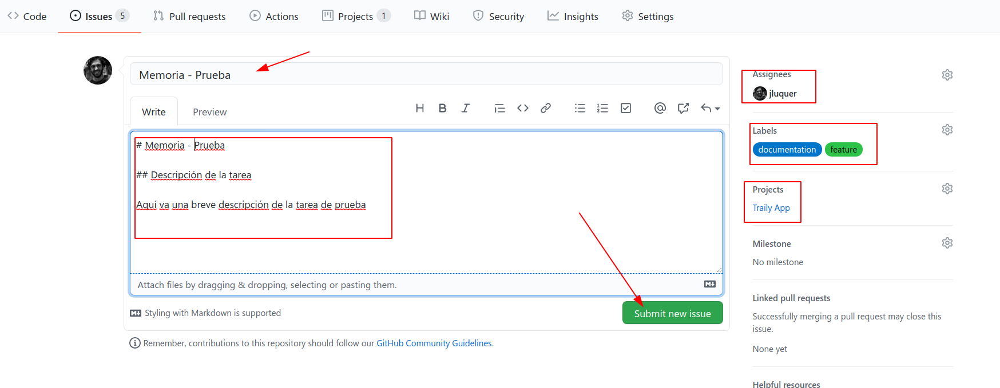 Code Issues 5 Pull requests Actions Projects 1 Wiki Security Insights Settings
Memoria - Prueba
Write Preview
# Memoria - Prueba
## Descripción de la tarea
Aquí va una breve descripción de la tarea de prueba
Attach files by dragging & dropping, selecting or pasting them.
Styling with Markdown is supported
Submit new issue
Remember, contributions to this repository should follow our GitHub Community Guidelines.
Assignees
jluquer
Labels
documentation feature
Projects
Traily App
Milestone
No milestone
Linked pull requests
Successfully merging a pull request may close this
issue.
None yet
Helpful resources